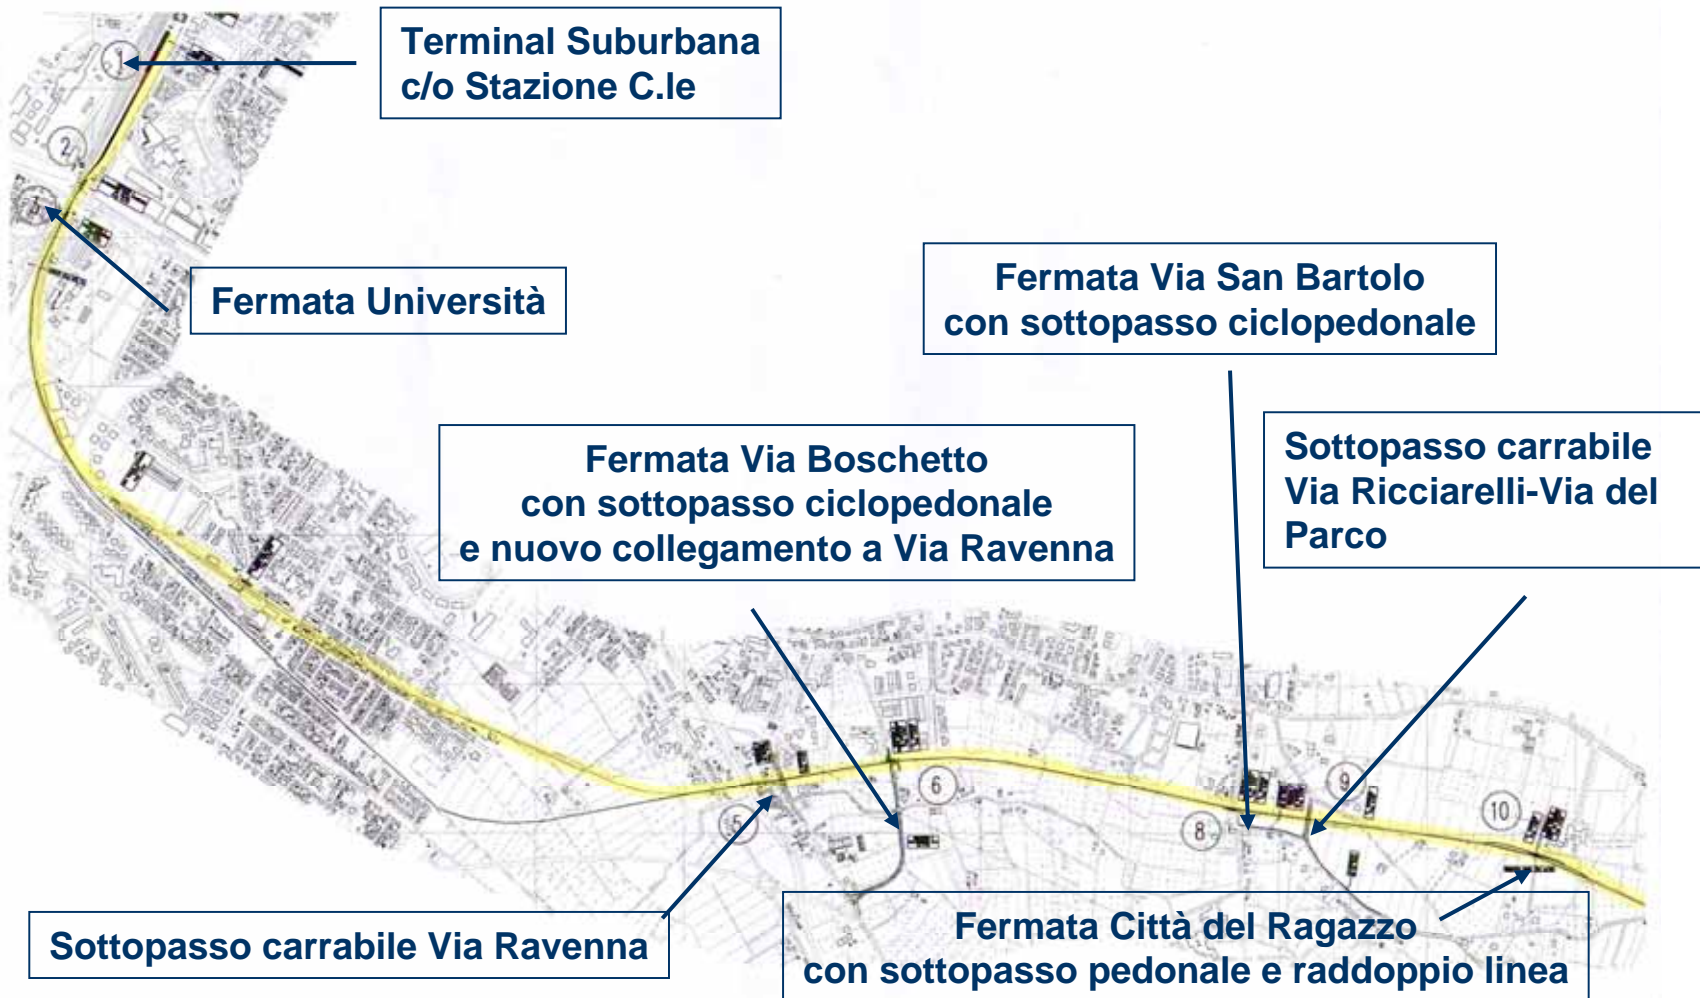 Terminal Suburbana
c/o Stazione C.le
1
2
Fermata Università
Fermata Via San Bartolo
con sottopasso ciclopedonale
Fermata Via Boschetto
con sottopasso ciclopedonale
e nuovo collegamento a Via Ravenna
Sottopasso carrabile
Via Ricciarelli-Via del
Parco
5
6
8
9
10
Sottopasso carrabile Via Ravenna
Fermata Città del Ragazzo
con sottopasso pedonale e raddoppio linea